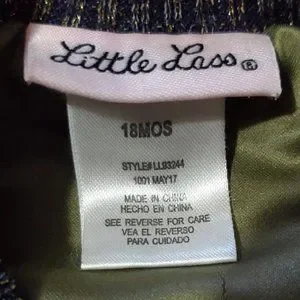 Little Lass®
18MOS
STYLE#LLS3244
1001 MAY17
MADE IN CHINA
HECHO EN CHINA
SEE REVERSE FOR CARE
VEA EL REVERSO
PARA CUIDADO